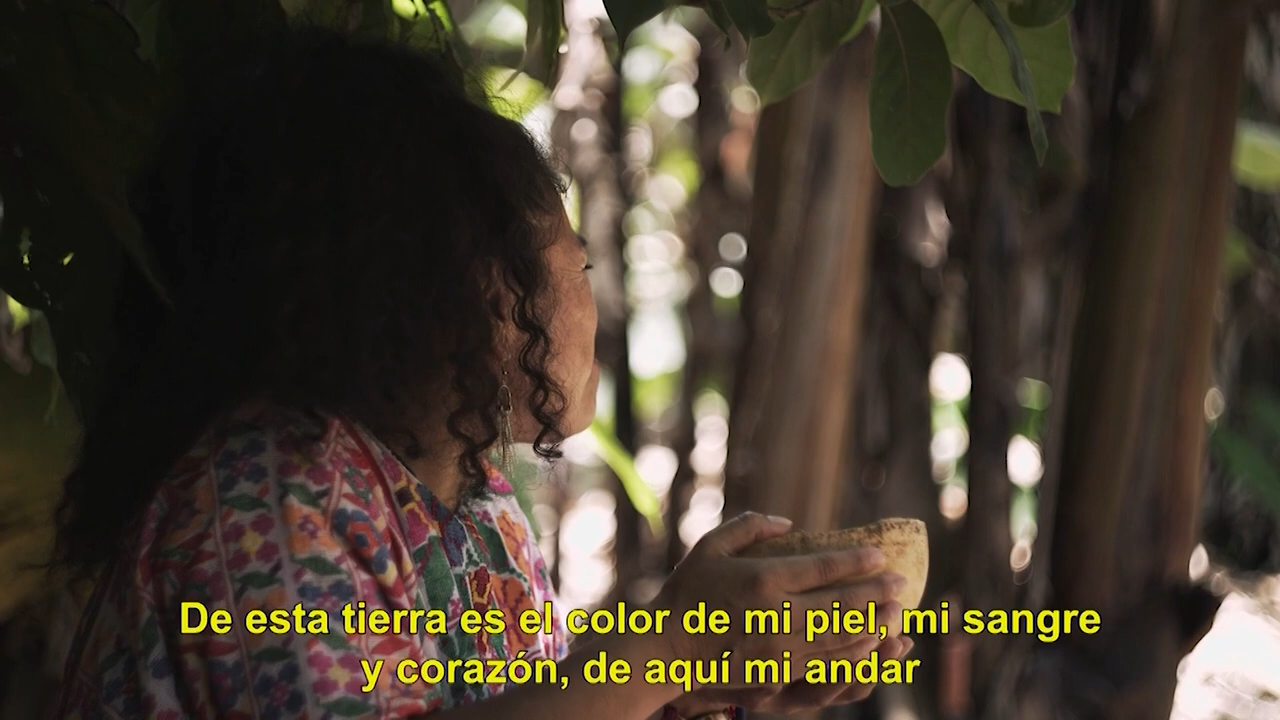 De esta tierra es el color de mi piel, mi sangre
y corazón, de aquí mi andar